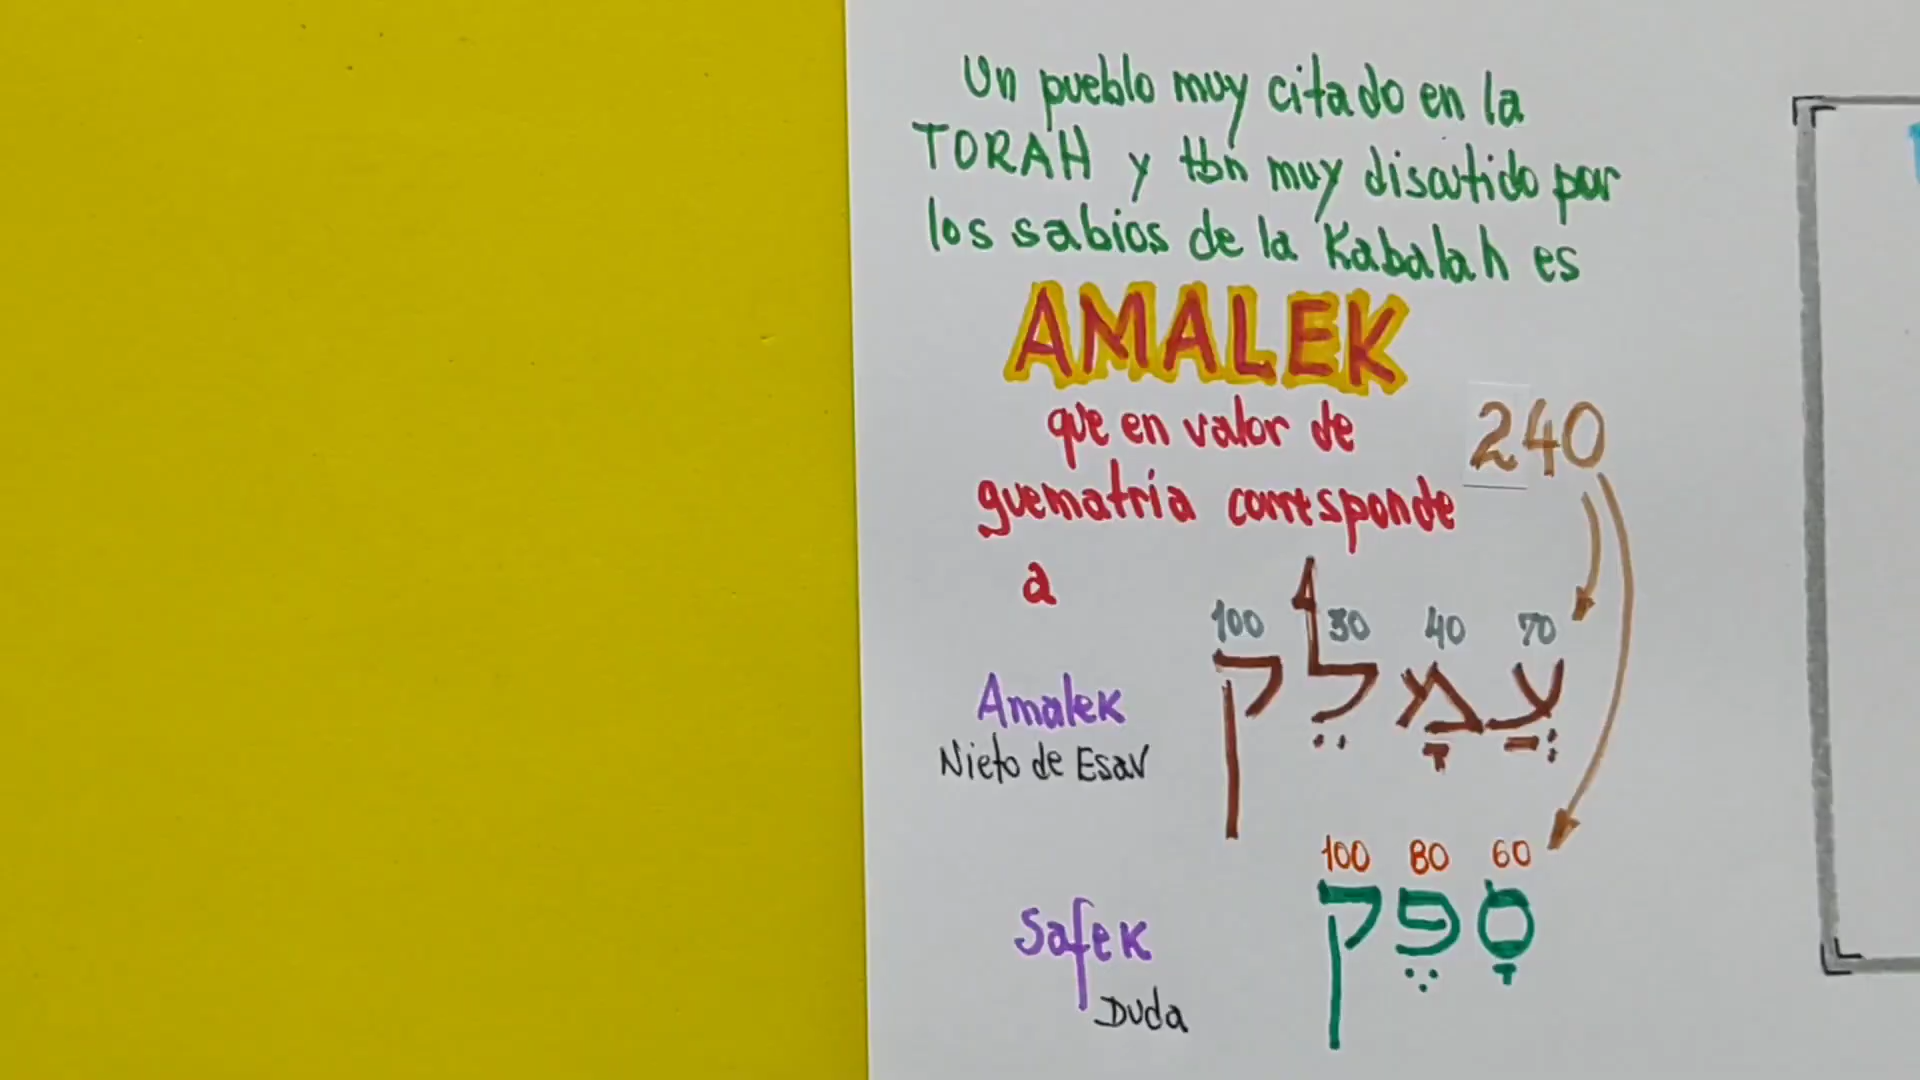 Un pueblo muy citado en la
TORAH y tbn muy discutido por
los sabios de la Kabalah es
AMALEK
que en valor de
guematria corresponde
a
240
100 30 40 70
Amalek עֲמָלֵק
Nieto de Esav
100 80 60
Safek סָפֵק
Duda